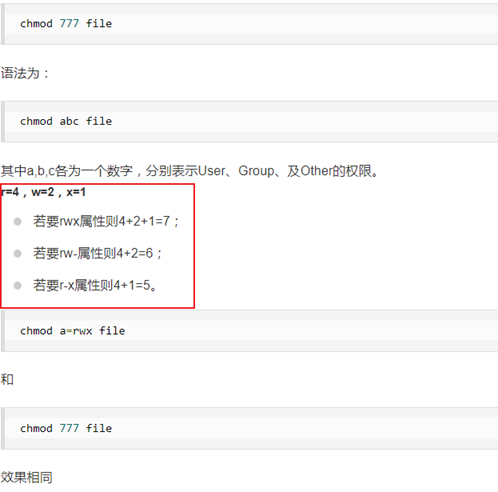 chmod 777 file
语法为：
chmod abc file
其中a,b,c各为一个数字，分别表示User、Group、及Other的权限。
r=4，w=2，x=1
若要rwx属性则4+2+1=7；
若要rw-属性则4+2=6；
若要r-x属性则4+1=5。
chmod a=rwx file
和
chmod 777 file
效果相同